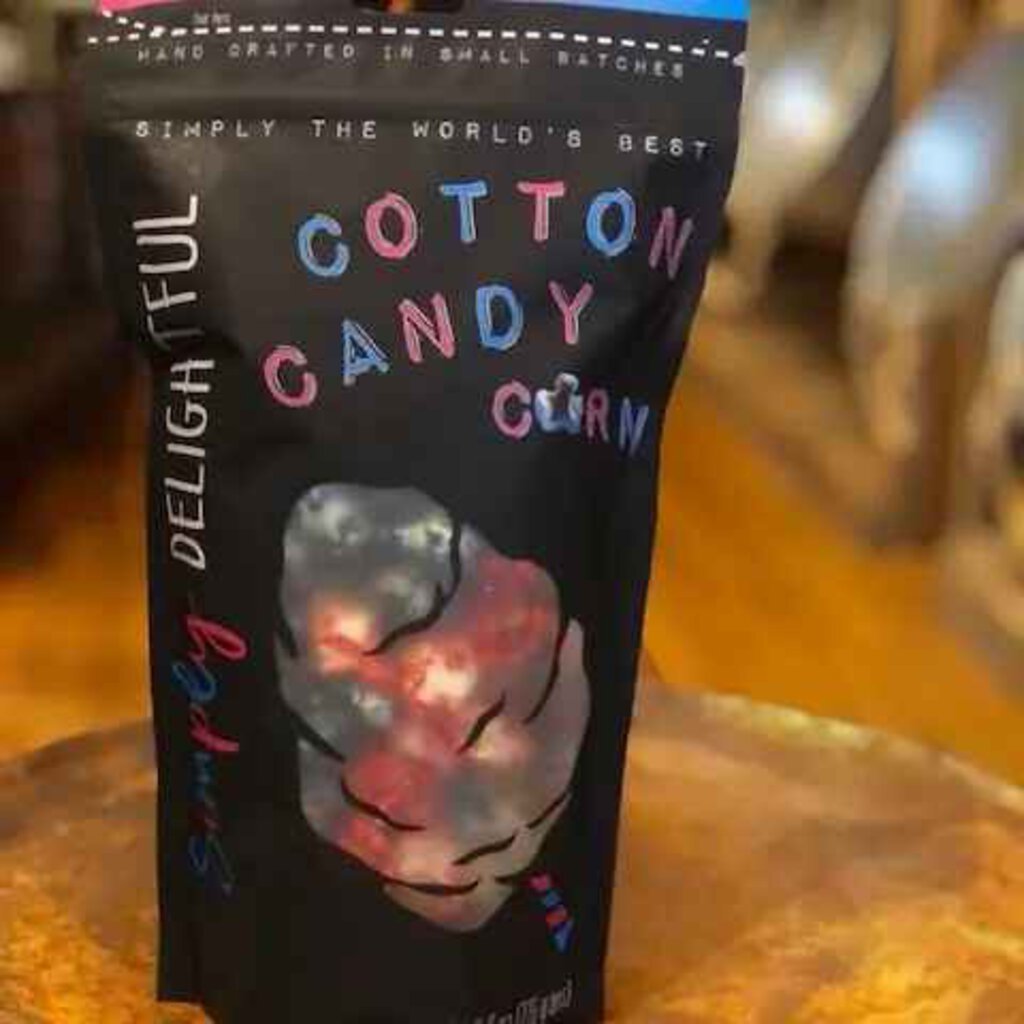 HAND CRAFTED IN SMALL BATCHES
SIMPLY THE WORLD'S BEST
COTTON
CANDY
CORN
Simply DELIGHTFUL